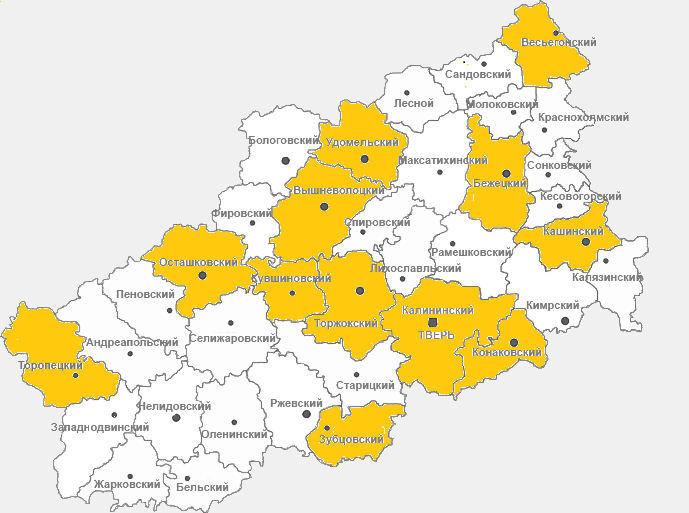 Весьегонский
Сандовский
Лесной
Молоковский
Краснохолмский
Бологовский
Удомельский
Максатихинский
Сонковский
Бежецкий
Вышневолоцкий
Кесовогорский
Фировский
Спировский
Кашинский
Рамешковский
Осташковский
Лихославльский
Кувшиновский
Калязинский
Пеновский
Кимрский
Калининский
Торжокский
ТВЕРЬ
Андреапольский
Селижаровский
Конаковский
Торопецкий
Старицкий
Ржевский
Нелидовский
Западнодвинский
Оленинский
Зубцовский
Жарковский
Бельский